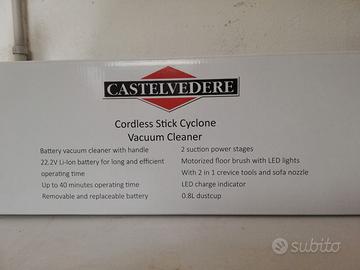 CASTELVEDERE
Cordless Stick Cyclone
Vacuum Cleaner
Battery vacuum cleaner with handle
22.2V Li-Ion battery for long and efficient
operating time
Up to 40 minutes operating time
Removable and replaceable battery
2 suction power stages
Motorized floor brush with LED lights
With 2 in 1 crevice tools and sofa nozzle
LED charge indicator
0.8L dustcup
subito